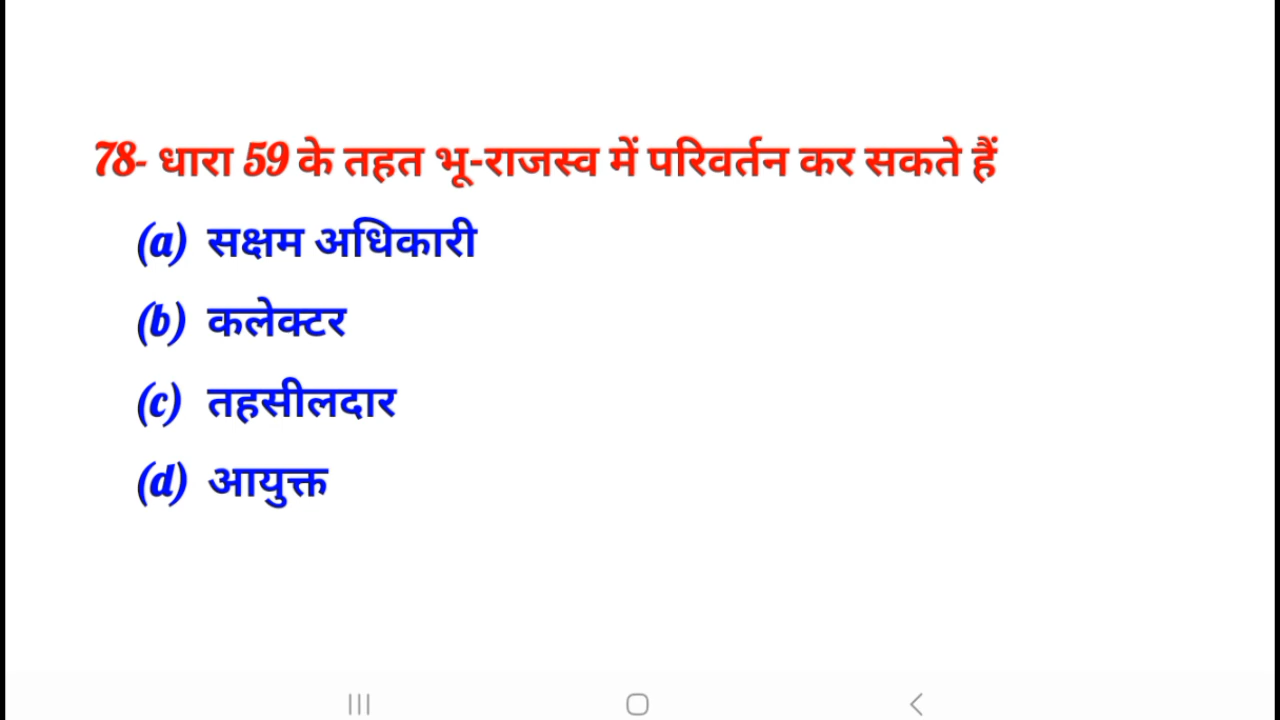 78- धारा 59 के तहत भू-राजस्व में परिवर्तन कर सकते हैं
(a) सक्षम अधिकारी
(b) कलेक्टर
(c) तहसीलदार
(d) आयुक्त